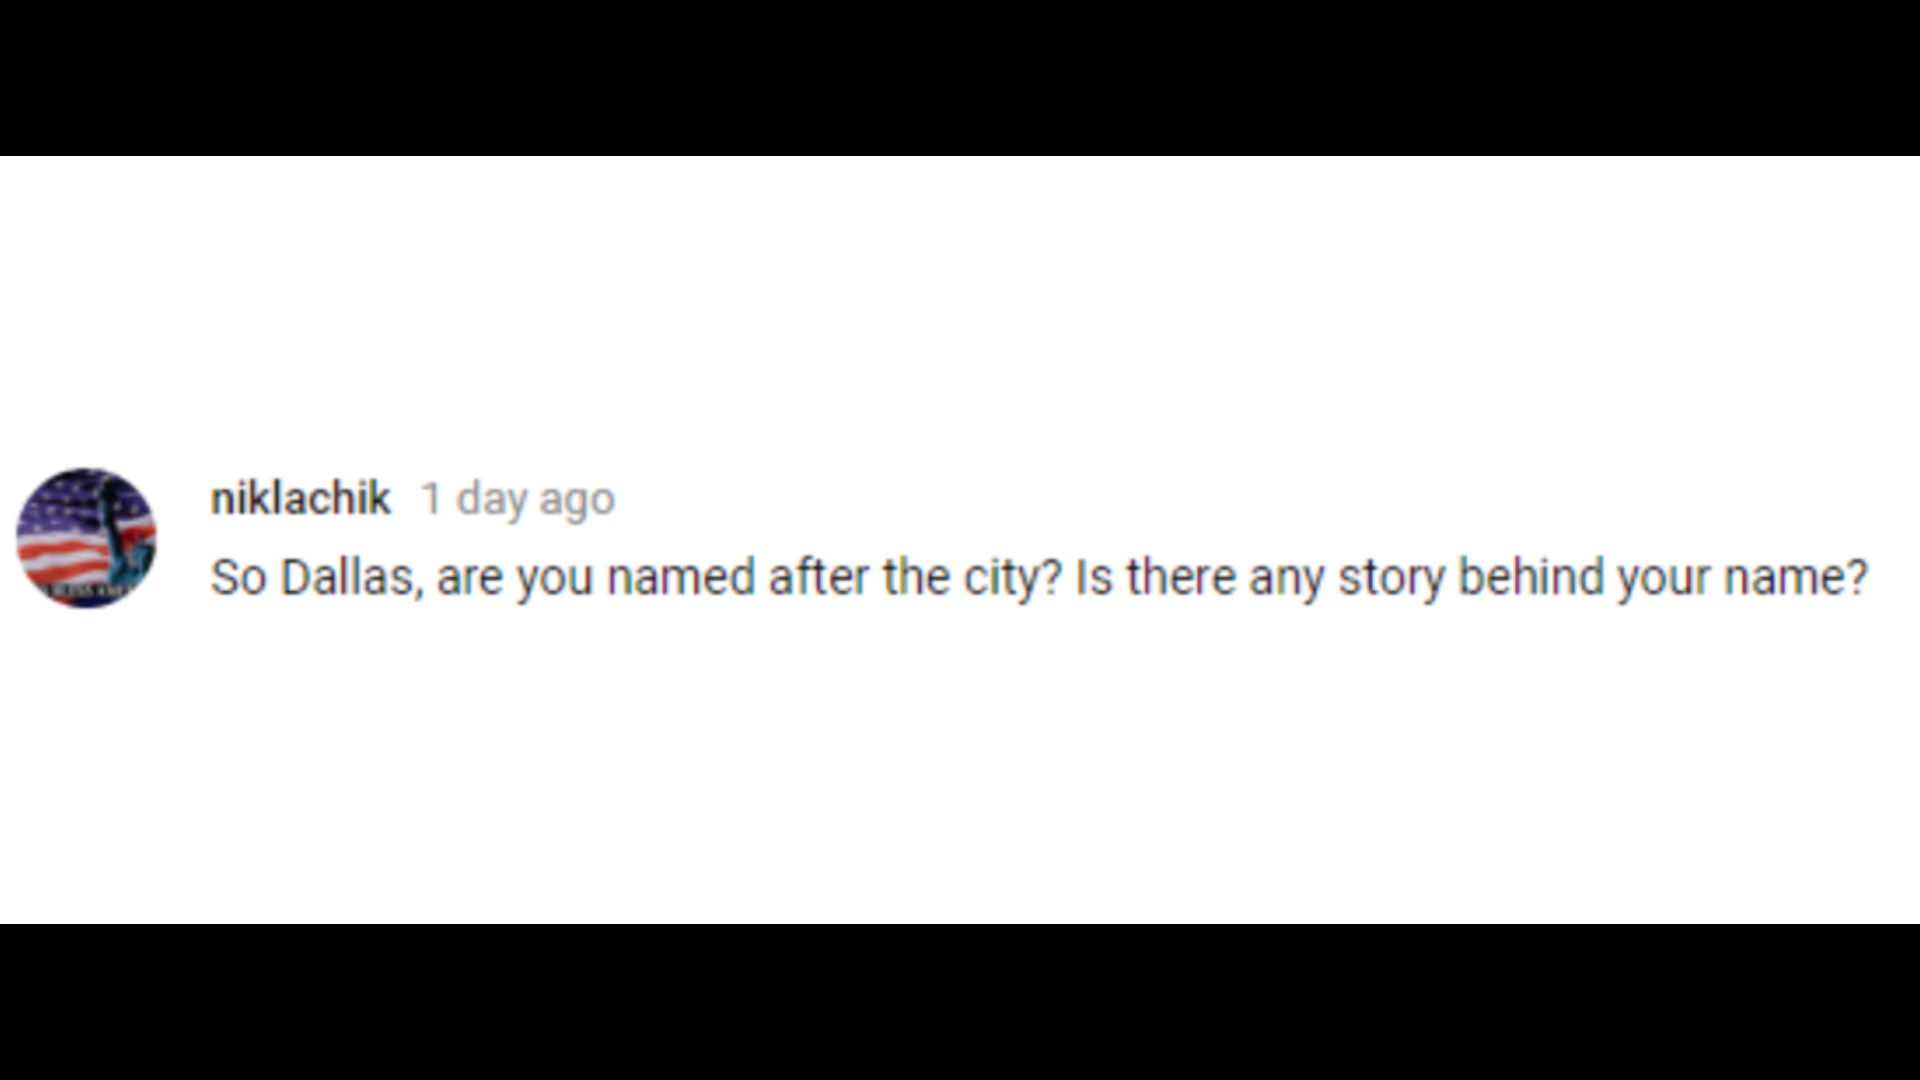 niklachik 1 day ago
So Dallas, are you named after the city? Is there any story behind your name?